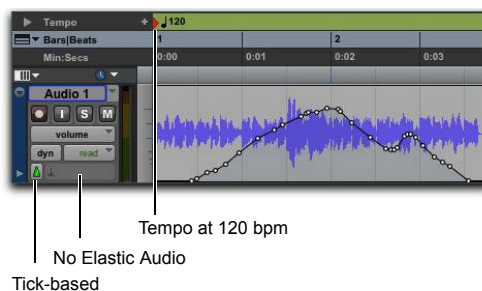 Tempo + ♩120
Bars|Beats 1 2
Min:Secs 0:00 0:01 0:02 0:03
Audio 1
I S M
volume
dyn read
Tempo at 120 bpm
No Elastic Audio
Tick-based